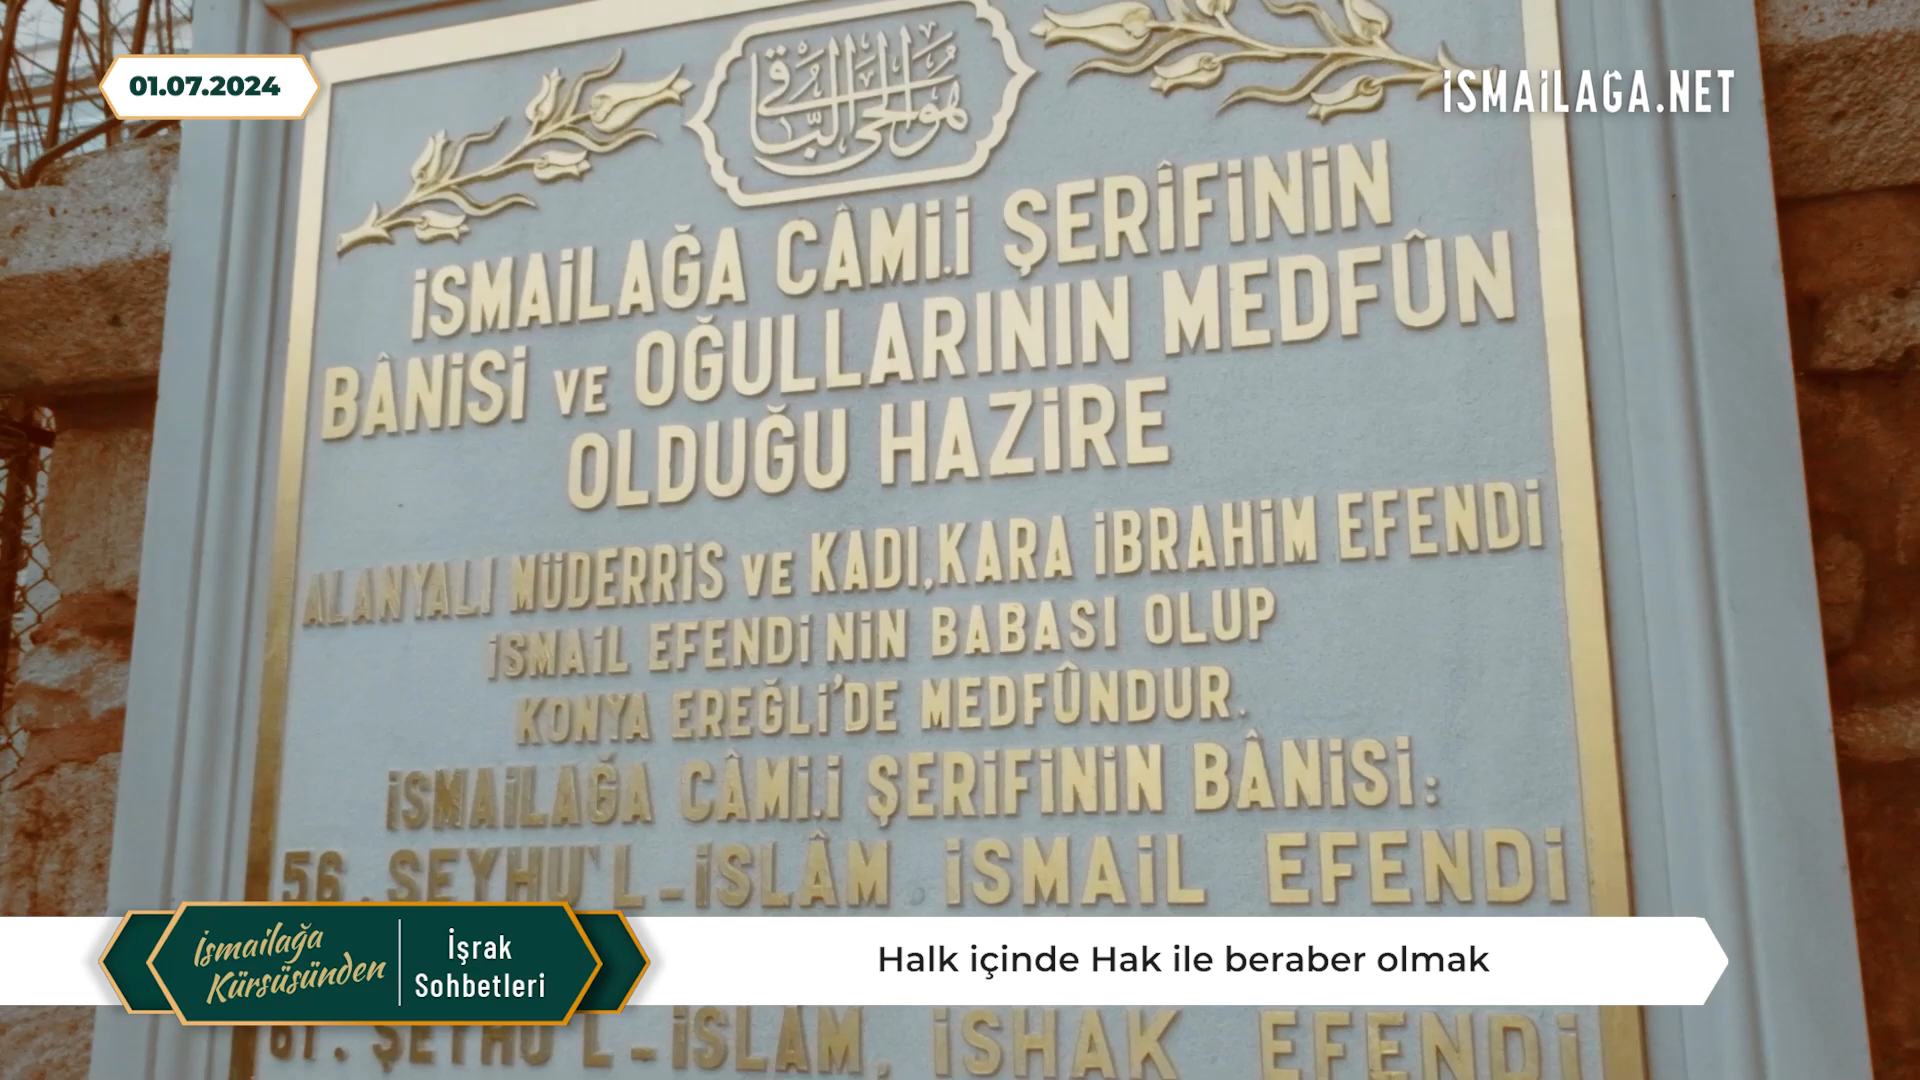 01.07.2024
İSMAİLAĞA.NET
هو الحي الباقي
İSMAİLAĞA CÂMİ.İ ŞERÎFİNİN
BÂNİSİ VE OĞULLARININ MEDFÛN
OLDUĞU HAZİRE
ALANYALI MÜDERRİS VE KADI,KARA İBRAHİM EFENDİ
İSMAİL EFENDİ NİN BABASI OLUP
KONYA EREĞLİ'DE MEDFÛNDUR.
İSMAİLAĞA CÂMİ.İ ŞERİFİNİN BÂNİSİ:
56. ŞEYHU'L-İSLÂM İSMAİL EFENDİ
İsmailağa
Kürsüsünden
İşrak
Sohbetleri
Halk içinde Hak ile beraber olmak
ŞEYHU'L-İSLÂM, İSHAK EFENDİ